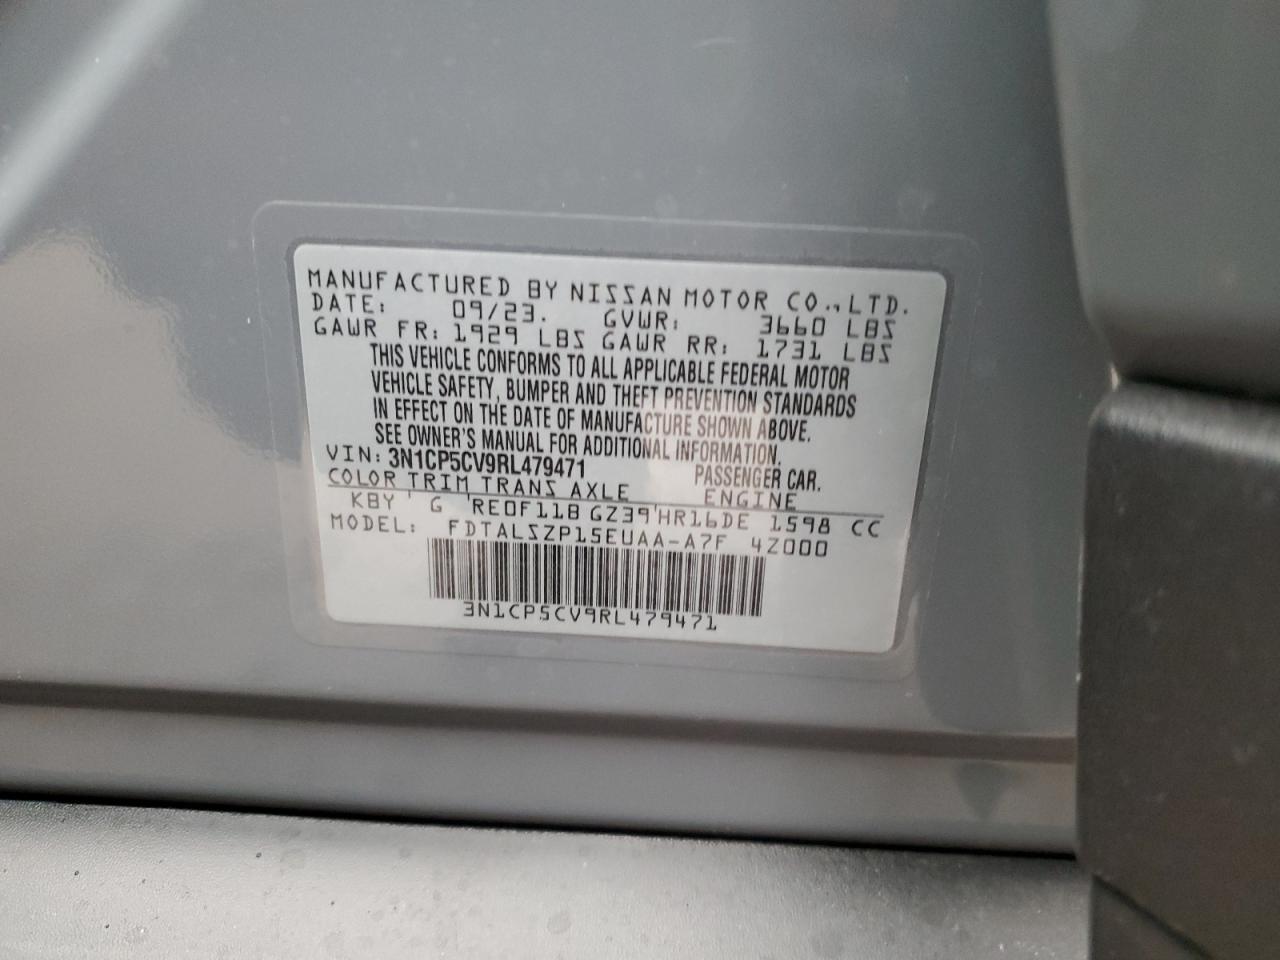 MANUFACTURED BY NISSAN MOTOR CO.,LTD.
DATE: 09/23. GVWR: 3660 LBS
GAWR FR: 1929 LBS GAWR RR: 1731 LBS
THIS VEHICLE CONFORMS TO ALL APPLICABLE FEDERAL MOTOR
VEHICLE SAFETY, BUMPER AND THEFT PREVENTION STANDARDS
IN EFFECT ON THE DATE OF MANUFACTURE SHOWN ABOVE.
SEE OWNER'S MANUAL FOR ADDITIONAL INFORMATION.
VIN: 3N1CP5CV9RL479471 PASSENGER CAR.
COLOR TRIM TRANS AXLE ENGINE
KBY G RE0F11B GZ39 HR16DE 1598 CC
MODEL: FDTALSZP15EUAA-A7F 4Z000
3N1CP5CV9RL479471